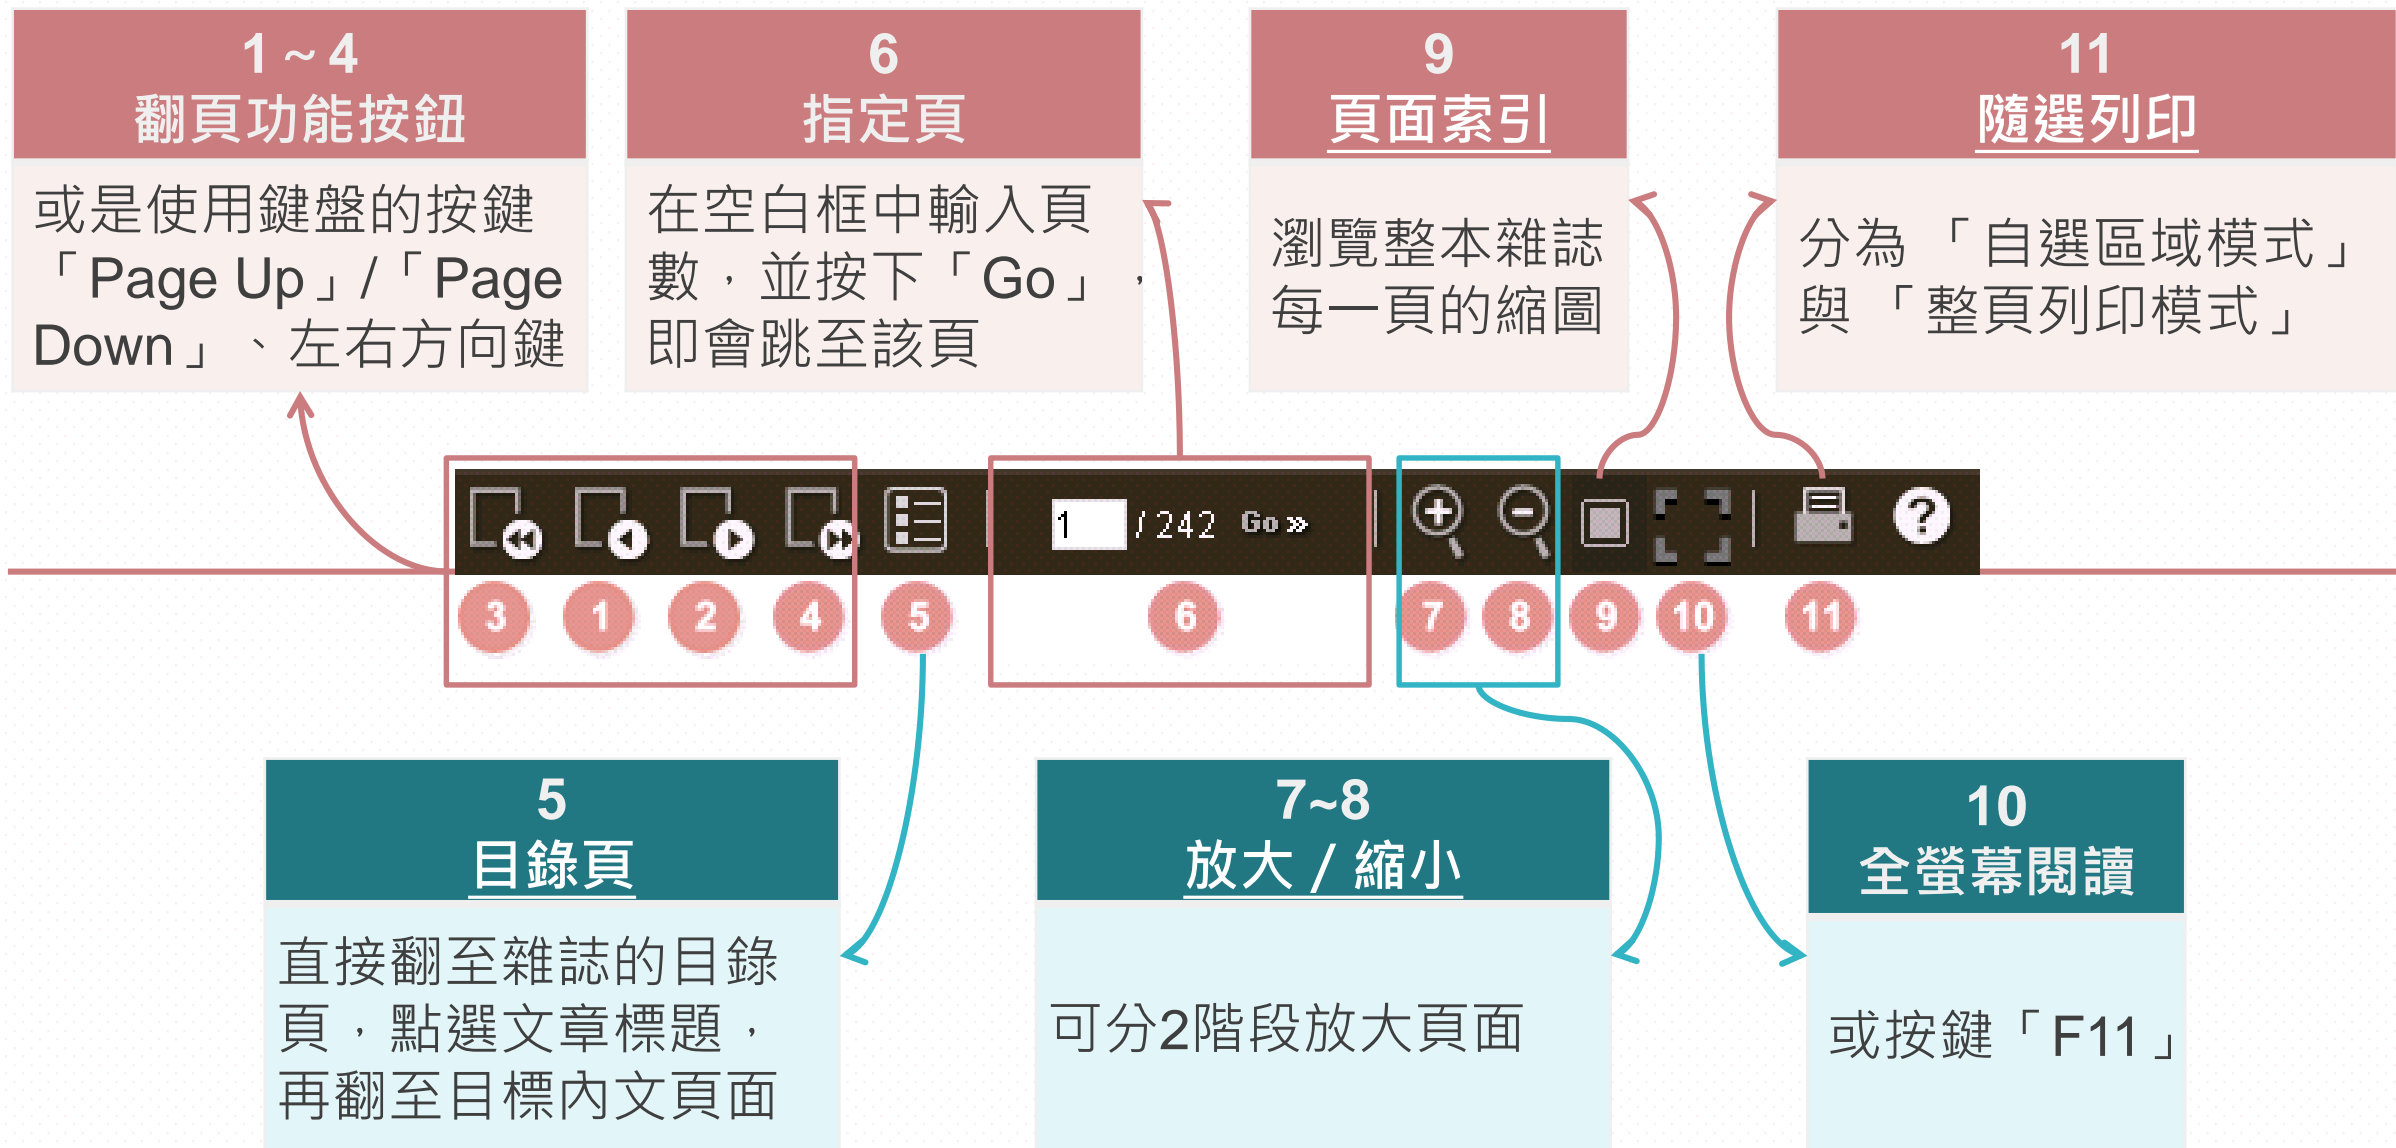 1 ~ 4
翻頁功能按鈕
或是使用鍵盤的按鍵
「Page Up」/「Page
Down」、左右方向鍵
6
指定頁
在空白框中輸入頁
數，並按下「Go」，
即會跳至該頁
9
頁面索引
瀏覽整本雜誌
每一頁的縮圖
11
隨選列印
分為 「自選區域模式」
與 「整頁列印模式」
1 / 242 Go »
?
3 1 2 4 5 6 7 8 9 10 11
5
目錄頁
直接翻至雜誌的目錄
頁，點選文章標題，
再翻至目標內文頁面
7~8
放大 / 縮小
可分2階段放大頁面
10
全螢幕閱讀
或按鍵「F11」